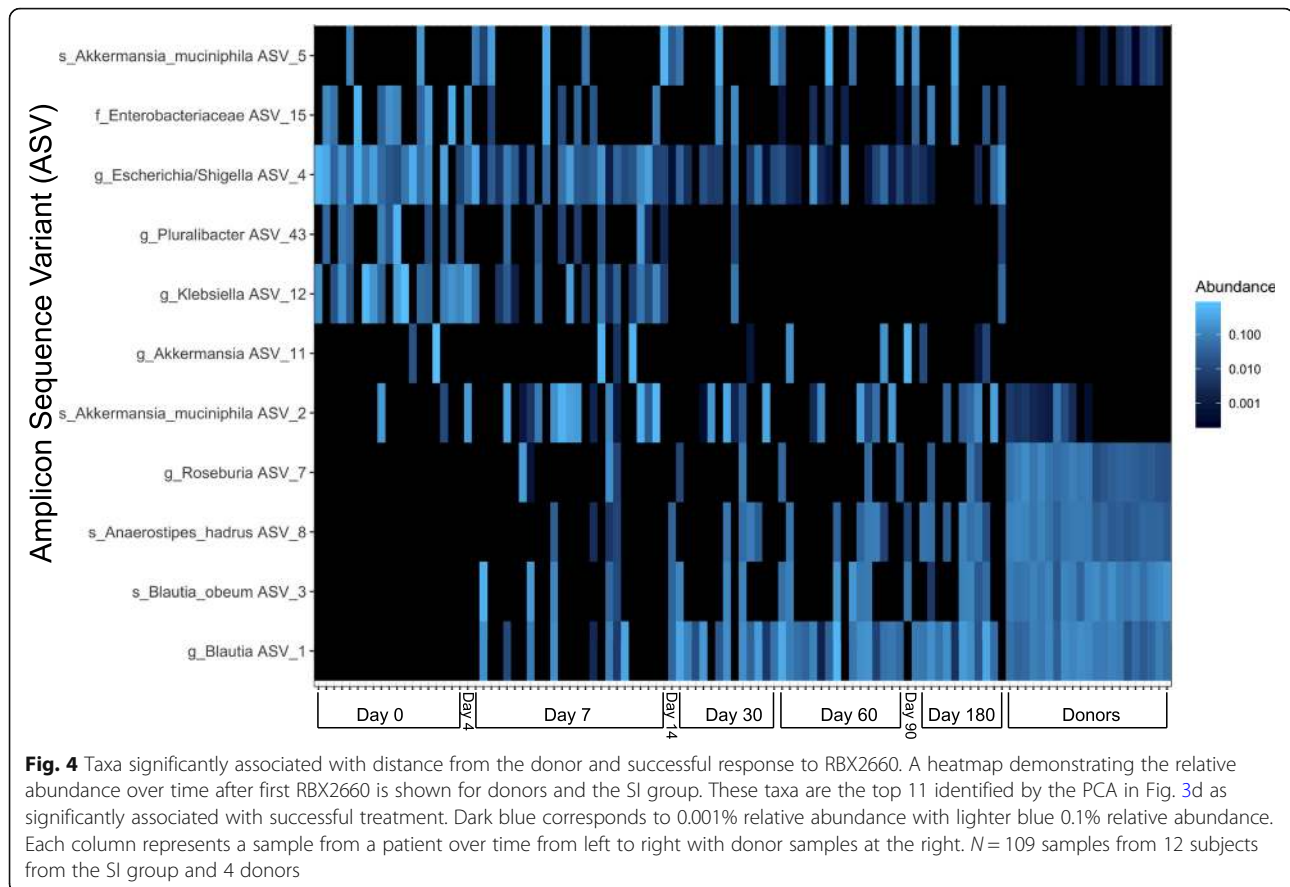 Amplicon Sequence Variant (ASV)
s_Akkermansia_muciniphila ASV_5
f_Enterobacteriaceae ASV_15
g_Escherichia/Shigella ASV_4
g_Pluralibacter ASV_43
g_Klebsiella ASV_12
g_Akkermansia ASV_11
s_Akkermansia_muciniphila ASV_2
g_Roseburia ASV_7
s_Anaerostipes_hadrus ASV_8
s_Blautia_obeum ASV_3
g_Blautia ASV_1
Abundance
0.100
0.010
0.001
Day 0
Day 4
Day 7
Day 14
Day 30
Day 60
Day 90
Day 180
Donors
Fig. 4 Taxa significantly associated with distance from the donor and successful response to RBX2660. A heatmap demonstrating the relative
abundance over time after first RBX2660 is shown for donors and the SI group. These taxa are the top 11 identified by the PCA in Fig. 3d as
significantly associated with successful treatment. Dark blue corresponds to 0.001% relative abundance with lighter blue 0.1% relative abundance.
Each column represents a sample from a patient over time from left to right with donor samples at the right. N = 109 samples from 12 subjects
from the SI group and 4 donors